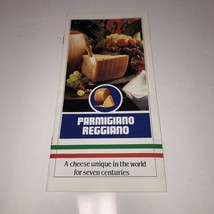 PARMIGIANO
REGGIANO
A cheese unique in the world
for seven centuries